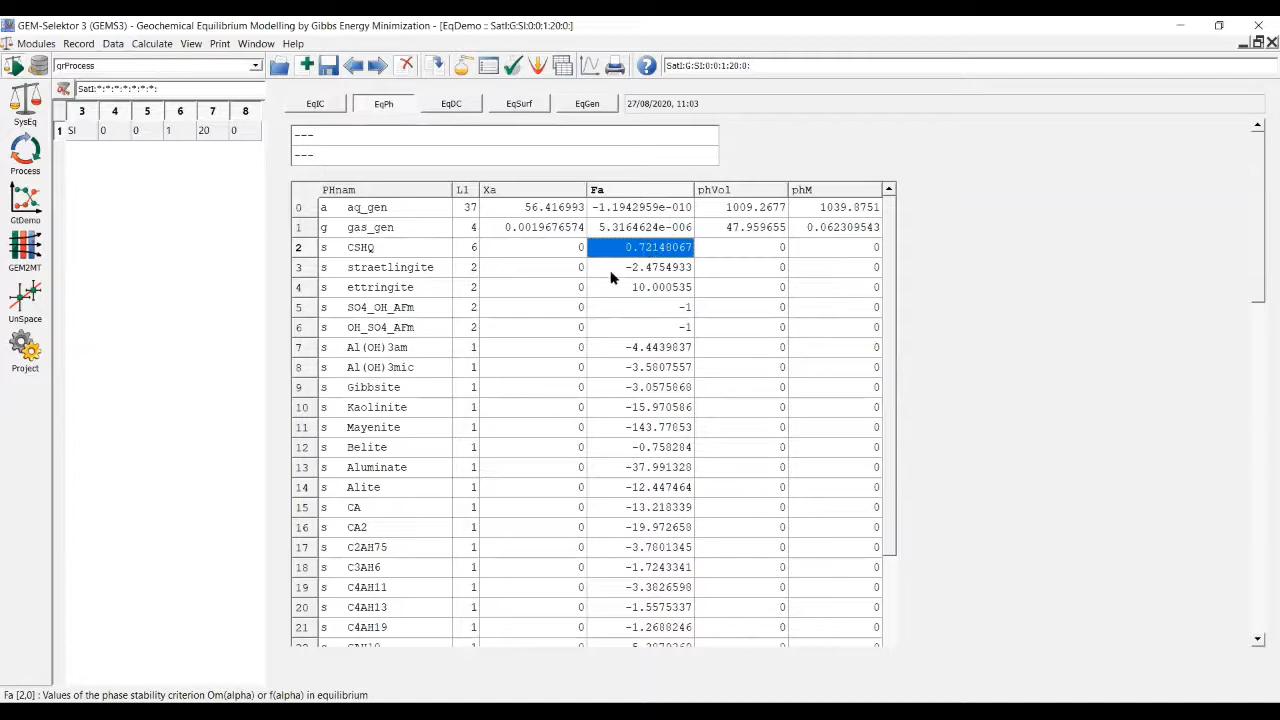 GEM-Selektor 3 (GEMS3) - Geochemical Equilibrium Modelling by Gibbs Energy Minimization - [EqDemo :: SatI:G:SI:0:0:1:20:0:]
Modules Record Data Calculate View Print Window Help
qrProcess
SatI:G:SI:0:0:1:20:0:
SatI:*:*:*:*:*:*:*:
EqIC EqPh EqDC EqSurf EqGen 27/08/2020, 11:03
3 4 5 6 7 8
1 SI 0 0 1 20 0
SysEq
Process
GtDemo
GEM2MT
UnSpace
Project
---
---
PHnam L1 Xa Fa phVol phM
0 a aq_gen 37 56.416993 -1.1942959e-010 1009.2677 1039.8751
1 g gas_gen 4 0.0019676574 5.3164624e-006 47.959655 0.062309543
2 s CSHQ 6 0 0.72148067 0 0
3 s straetlingite 2 0 -2.4754933 0 0
4 s ettringite 2 0 10.000535 0 0
5 s SO4_OH_AFm 2 0 -1 0 0
6 s OH_SO4_AFm 2 0 -1 0 0
7 s Al(OH)3am 1 0 -4.4439837 0 0
8 s Al(OH)3mic 1 0 -3.5807557 0 0
9 s Gibbsite 1 0 -3.0575868 0 0
10 s Kaolinite 1 0 -15.970586 0 0
11 s Mayenite 1 0 -143.77853 0 0
12 s Belite 1 0 -0.758284 0 0
13 s Aluminate 1 0 -37.991328 0 0
14 s Alite 1 0 -12.447464 0 0
15 s CA 1 0 -13.218339 0 0
16 s CA2 1 0 -19.972658 0 0
17 s C2AH75 1 0 -3.7801345 0 0
18 s C3AH6 1 0 -1.7243341 0 0
19 s C4AH11 1 0 -3.3826598 0 0
20 s C4AH13 1 0 -1.5575337 0 0
21 s C4AH19 1 0 -1.2688246 0 0
Fa [2,0] : Values of the phase stability criterion Om(alpha) or f(alpha) in equilibrium